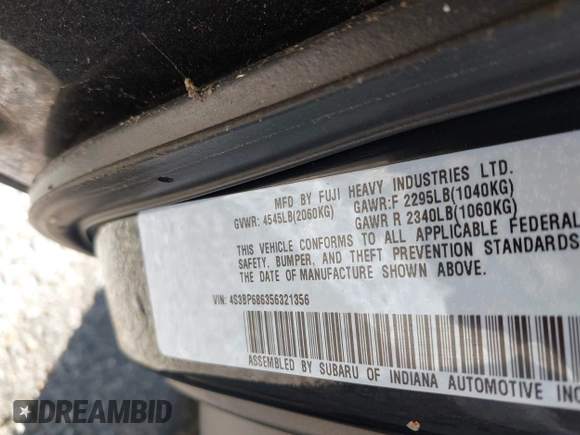 MFD BY FUJI HEAVY INDUSTRIES LTD.
GVWR: 4545LB(2060KG) GAWR:F 2295LB(1040KG)
GAWR R 2340LB(1060KG)
THIS VEHICLE CONFORMS TO ALL APPLICABLE FEDERAL
SAFETY, BUMPER, AND THEFT PREVENTION STANDARDS
THE DATE OF MANUFACTURE SHOWN ABOVE.
VIN: 4S3BP686356321356
ASSEMBLED BY SUBARU OF INDIANA AUTOMOTIVE INC
DREAMBID